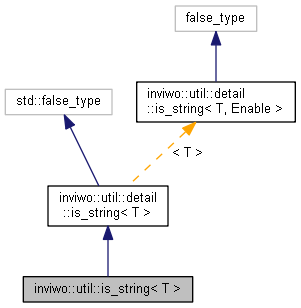 false_type
inviwo::util::detail
::is_string< T, Enable >
std::false_type
< T >
inviwo::util::detail
::is_string< T >
inviwo::util::is_string< T >